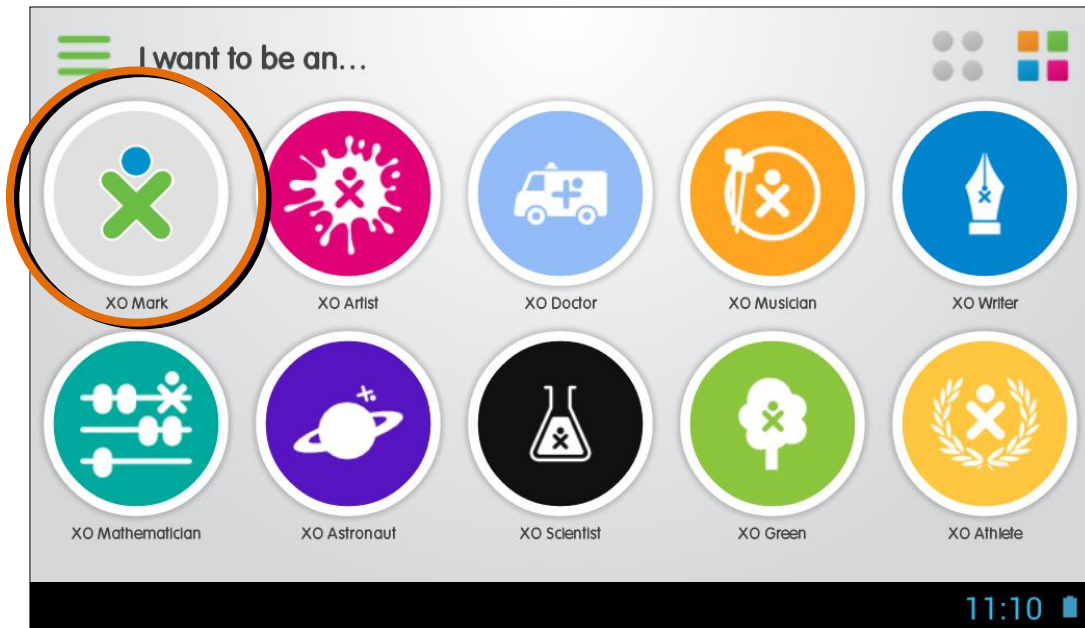 I want to be an...
XO Mark
XO Artist
XO Doctor
XO Musician
XO Writer
XO Mathematician
XO Astronaut
XO Scientist
XO Green
XO Athlete
11:10